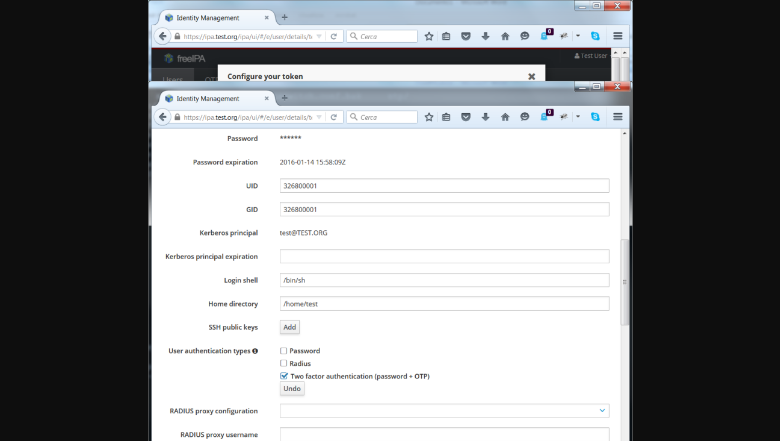 Identity Management
https://ipa.test.org/ipa/ui/#/e/user/details/b
Cerca
0
freeIPA
Test User
Users
OT
Configure your token
Identity Management
https://ipa.test.org/ipa/ui/#/e/user/details/b
Cerca
0
Password ******
Password expiration 2016-01-14 15:58:09Z
UID 326800001
GID 326800001
Kerberos principal test@TEST.ORG
Kerberos principal expiration
Login shell /bin/sh
Home directory /home/test
SSH public keys Add
User authentication types Password
Radius
Two factor authentication (password + OTP)
Undo
RADIUS proxy configuration
RADIUS proxy username